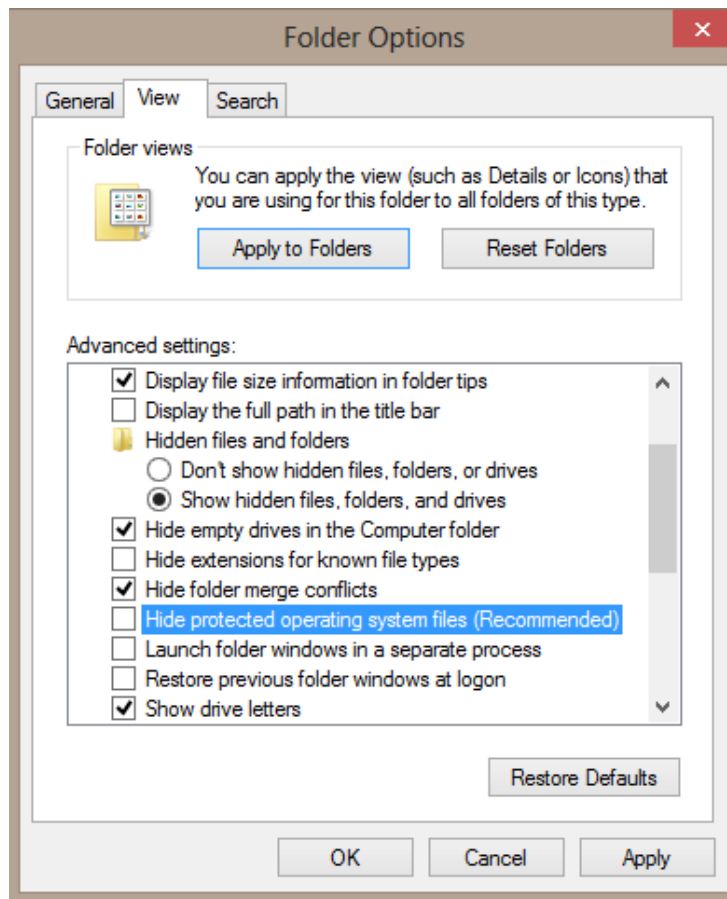 Folder Options
General
View
Search
Folder views
You can apply the view (such as Details or Icons) that
you are using for this folder to all folders of this type.
Apply to Folders
Reset Folders
Advanced settings:
Display file size information in folder tips
Display the full path in the title bar
Hidden files and folders
Don't show hidden files, folders, or drives
Show hidden files, folders, and drives
Hide empty drives in the Computer folder
Hide extensions for known file types
Hide folder merge conflicts
Hide protected operating system files (Recommended)
Launch folder windows in a separate process
Restore previous folder windows at logon
Show drive letters
Restore Defaults
OK
Cancel
Apply